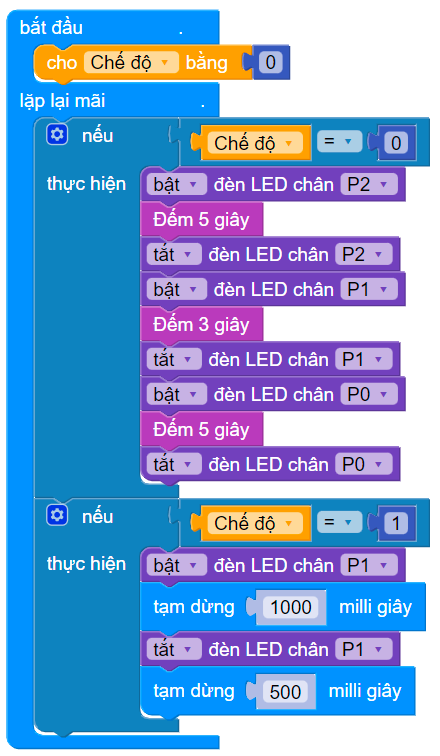 bắt đầu .
cho Chế độ bằng 0
lặp lại mãi .
nếu Chế độ = 0
thực hiện bật đèn LED chân P2
Đếm 5 giây
tắt đèn LED chân P2
bật đèn LED chân P1
Đếm 3 giây
tắt đèn LED chân P1
bật đèn LED chân P0
Đếm 5 giây
tắt đèn LED chân P0
nếu Chế độ = 1
thực hiện bật đèn LED chân P1
tạm dừng 1000 milli giây
tắt đèn LED chân P1
tạm dừng 500 milli giây